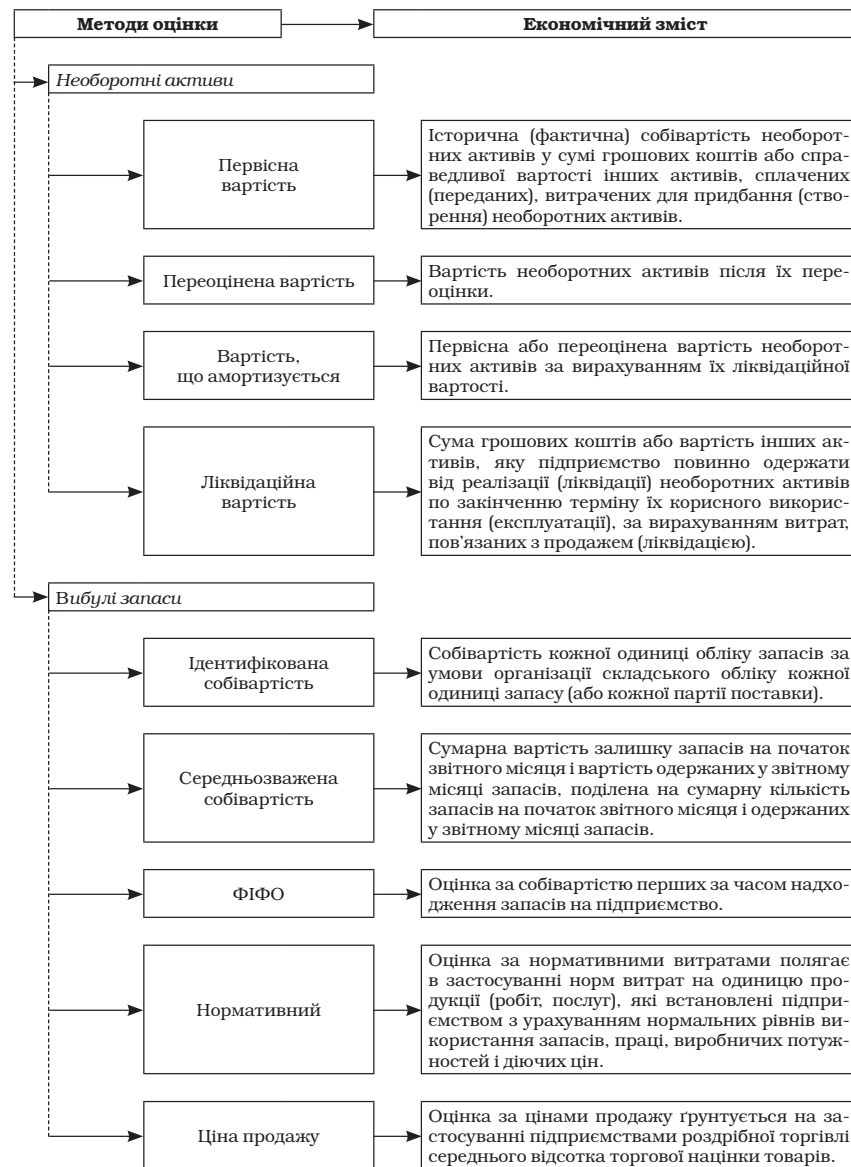 Методи оцінки
Економічний зміст
Необоротні активи
Первісна
вартість
Історична (фактична) собівартість необорот-
них активів у сумі грошових коштів або спра-
ведливої вартості інших активів, сплачених
(переданих), витрачених для придбання (ство-
рення) необоротних активів.
Переоцінена вартість
Вартість необоротних активів після їх пере-
оцінки.
Вартість,
що амортизується
Первісна або переоцінена вартість необорот-
них активів за вирахуванням їх ліквідаційної
вартості.
Ліквідаційна
вартість
Сума грошових коштів або вартість інших ак-
тивів, яку підприємство повинно одержати
від реалізації (ліквідації) необоротних активів
по закінченню терміну їх корисного викорис-
тання (експлуатації), за вирахуванням витрат,
пов’язаних з продажем (ліквідацією).
Вибулі запаси
Ідентифікована
собівартість
Собівартість кожної одиниці обліку запасів за
умови організації складського обліку кожної
одиниці запасу (або кожної партії поставки).
Середньозважена
собівартість
Сумарна вартість залишку запасів на початок
звітного місяця і вартість одержаних у звітному
місяці запасів, поділена на сумарну кількість
запасів на початок звітного місяця і одержаних
у звітному місяці запасів.
ФІФО
Оцінка за собівартістю перших за часом надхо-
дження запасів на підприємство.
Нормативний
Оцінка за нормативними витратами полягає
в застосуванні норм витрат на одиницю про-
дукції (робіт, послуг), які встановлені підпри-
ємством з урахуванням нормальних рівнів ви-
користання запасів, праці, виробничих потуж-
ностей і діючих цін.
Ціна продажу
Оцінка за цінами продажу ґрунтується на за-
стосуванні підприємствами роздрібної торгівлі
середнього відсотка торгової націнки товарів.